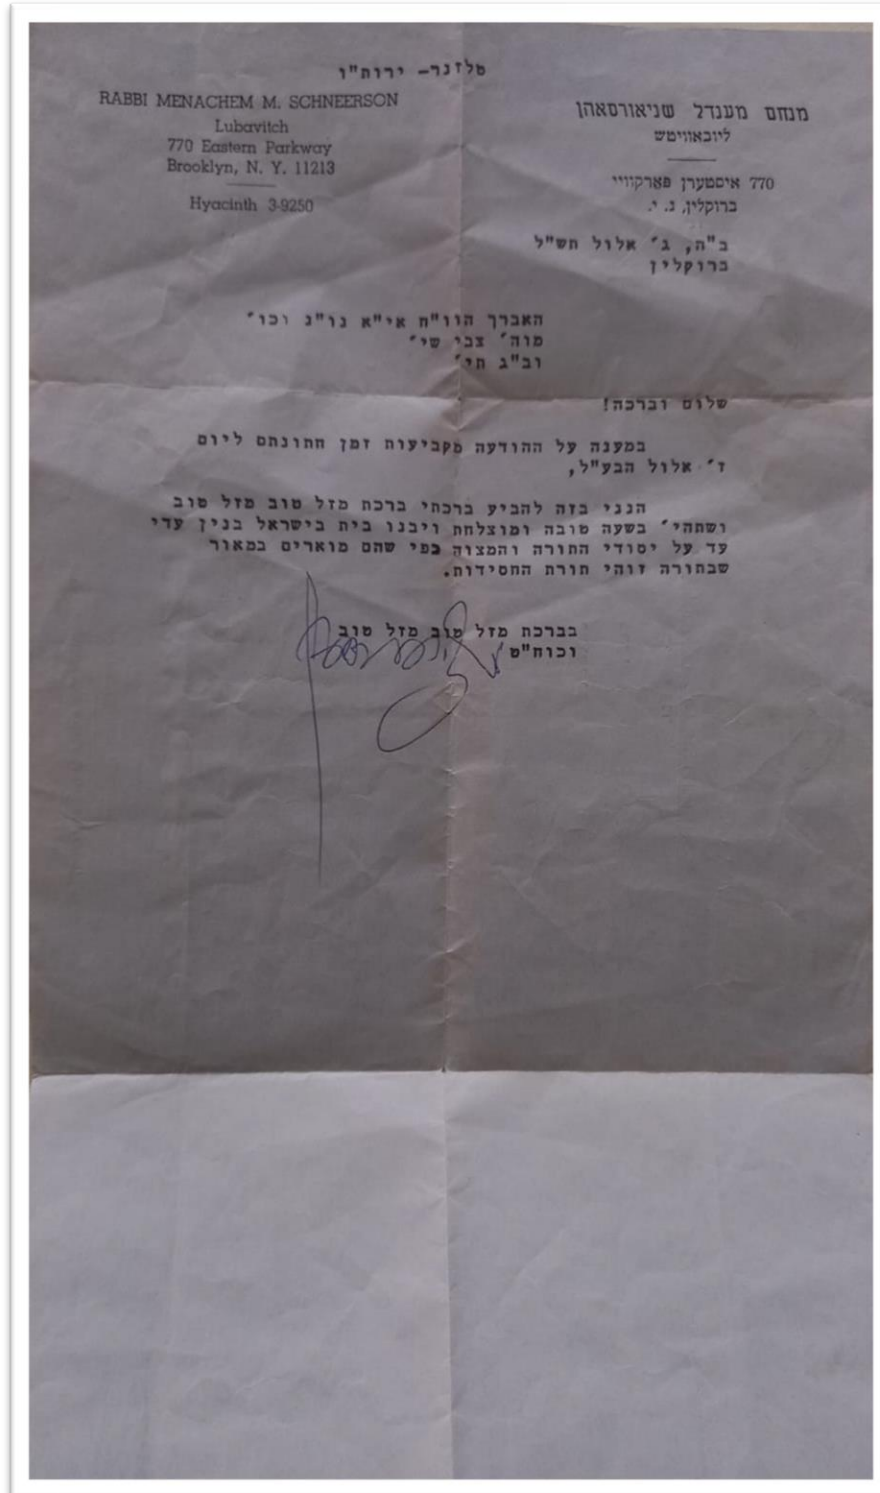 טלזנר- ירות"ו
RABBI MENACHEM M. SCHNEERSON
Lubavitch
770 Eastern Parkway
Brooklyn, N. Y. 11213
Hyacinth 3-9250
מנחם מענדל שניאורסאהן
ליובאוויטש
770 איסטערן פארקוויי
ברוקלין, נ. י.
ב"ה, ג' אלול תש"ל
ברוקלין
האברך הוו"ח אי"א נו"נ וכו'
מוה' צבי שי'
וב"ג תי'
שלום וברכה!
במענה על ההודעה מקביעות זמן חתונתם ליום
ז' אלול הבע"ל,
הנני בזה להביע ברכתי ברכת מזל טוב מזל טוב
ושתהי' בשעה טובה ומוצלחת ויבנו בית בישראל בנין עדי
עד על יסודי התורה והמצוה כפי שהם מוארים במאור
שבתורה זוהי תורת החסידות.
בברכת מזל טוב מזל טוב
וכוח"ט